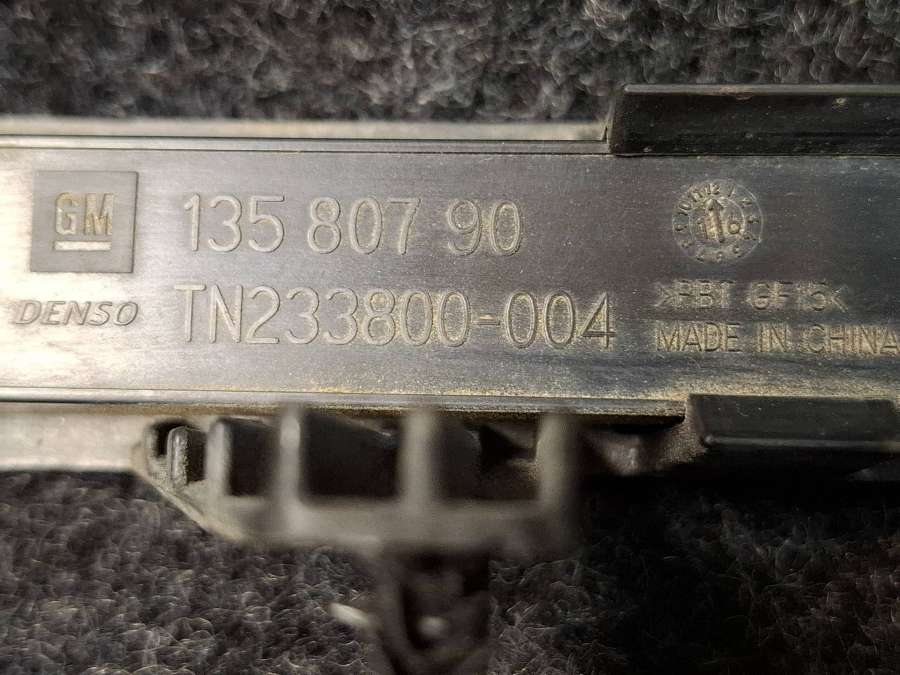 GM
135 807 90
DENSO
TN233800-004
>PBT GF15<
MADE IN CHINA